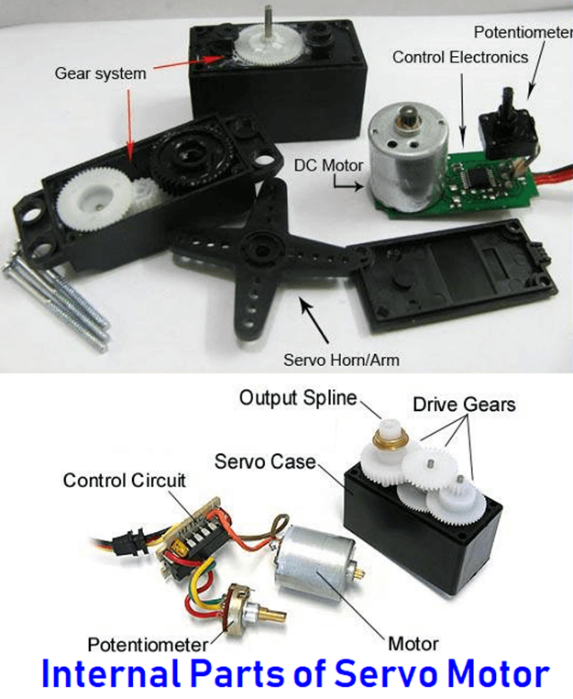 Potentiometer
Control Electronics
Gear system
DC Motor
Servo Horn/Arm
Output Spline
Drive Gears
Servo Case
Control Circuit
Potentiometer
Motor
Internal Parts of Servo Motor